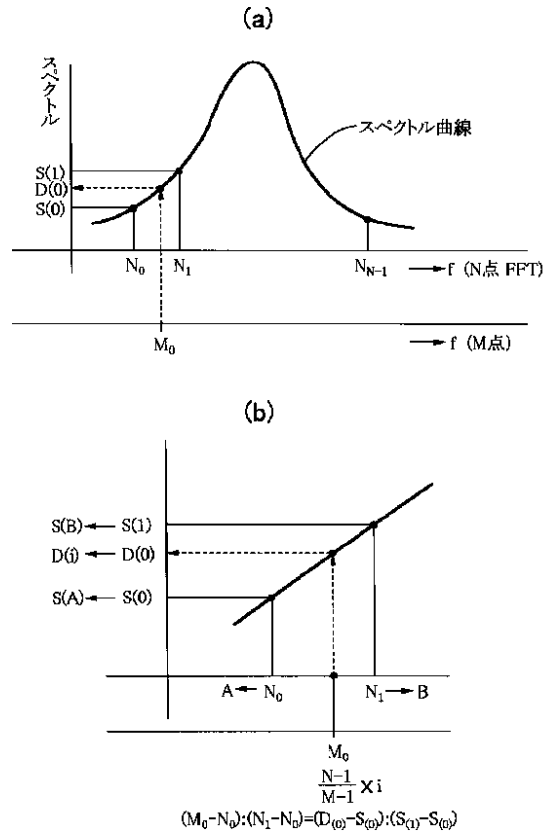 (a)
スペクトル
スペクトル曲線
S(1)
D(0)
S(0)
N₀ N₁ N_{N-1} → f (N点 FFT)
M₀ → f (M点)
(b)
S(B) ← S(1)
D(i) ← D(0)
S(A) ← S(0)
A ← N₀ N₁ → B
M₀
\frac{N-1}{M-1} × i
(M₀-N₀):(N₁-N₀)=(D₍₀₎-S₍₀₎):(S₍₁₎-S₍₀₎)